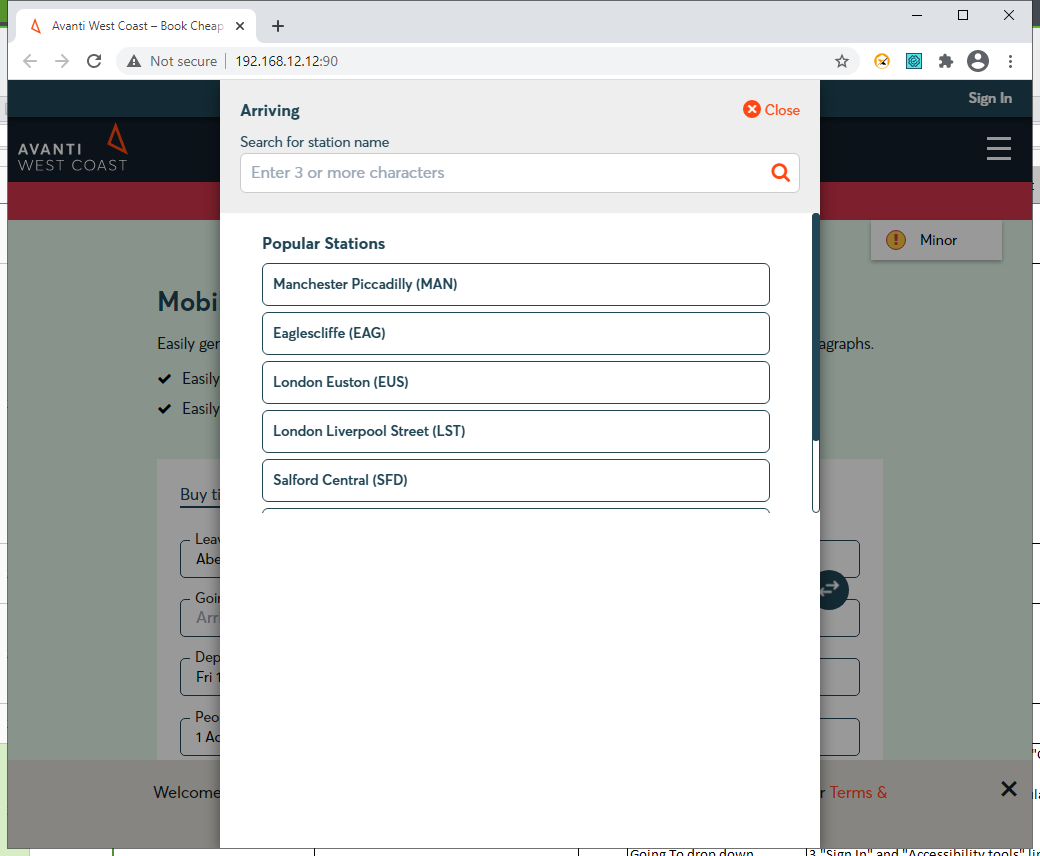 Avanti West Coast – Book Cheap
Not secure
192.168.12.12:90
Sign In
AVANTI
WEST COAST
Arriving
Close
Search for station name
Enter 3 or more characters
Popular Stations
Manchester Piccadilly (MAN)
Eaglescliffe (EAG)
London Euston (EUS)
London Liverpool Street (LST)
Salford Central (SFD)
Minor
Mobi
Easily ger
agraphs.
Easily
Easily
Buy ti
Leav
Abe
Goin
Arri
Dep
Fri 1
Peo
1 Ad
Welcome
r Terms &
Going To drop down
3 "Sign In" and "Accessibility tools" li